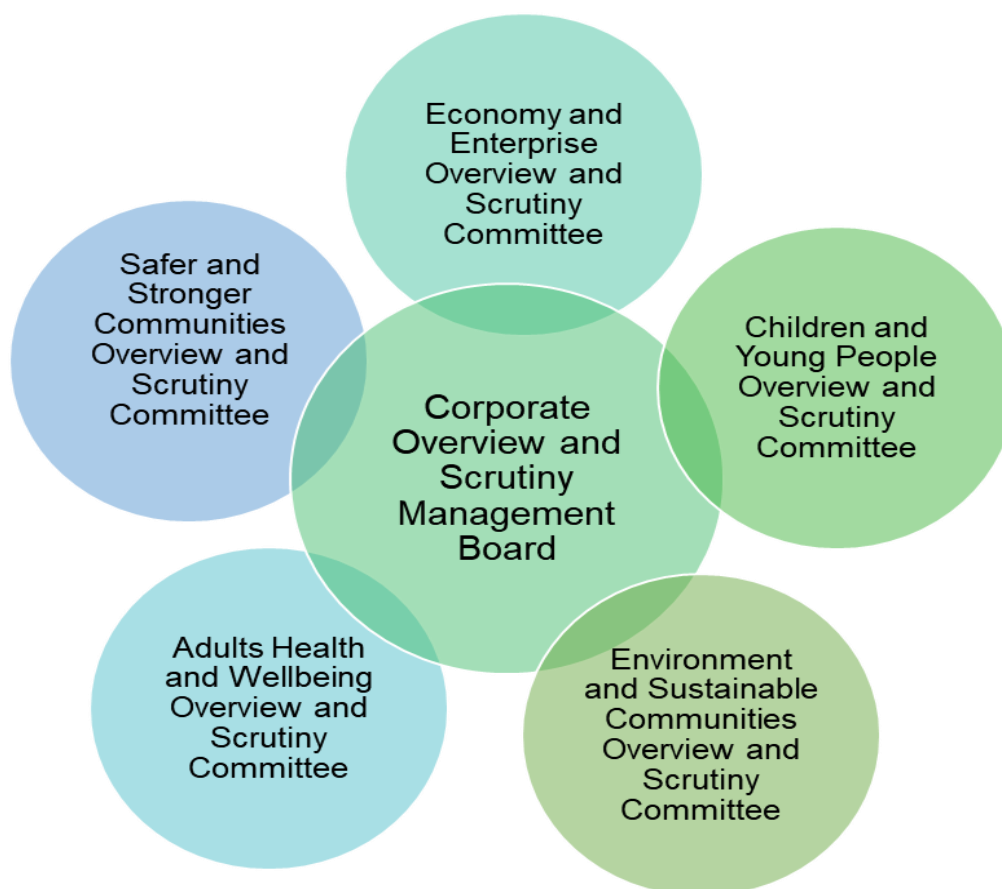 Economy and
Enterprise
Overview and
Scrutiny
Committee
Safer and
Stronger
Communities
Overview and
Scrutiny
Committee
Children and
Young People
Overview and
Scrutiny
Committee
Corporate
Overview and
Scrutiny
Management
Board
Adults Health
and Wellbeing
Overview and
Scrutiny
Committee
Environment
and Sustainable
Communities
Overview and
Scrutiny
Committee